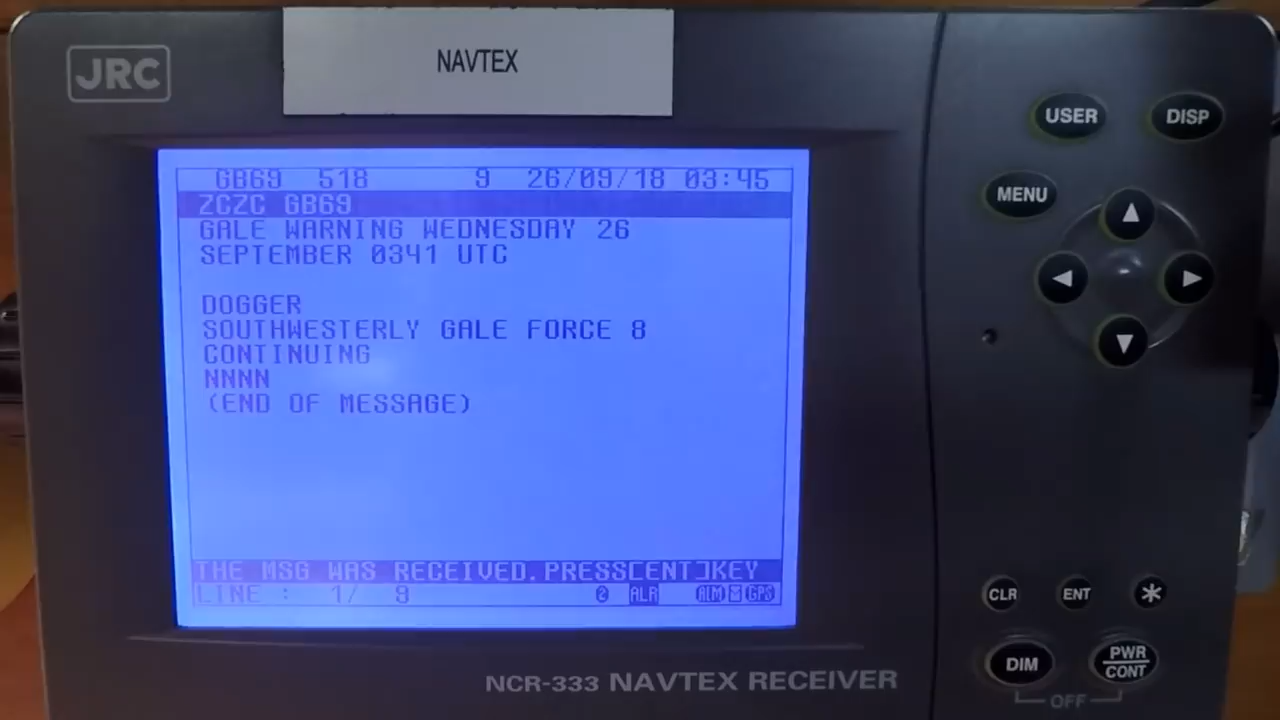 JRC
NAVTEX
GB69 518 9 26/09/18 03:45
ZCZC GB69
GALE WARNING WEDNESDAY 26
SEPTEMBER 0341 UTC
DOGGER
SOUTHWESTERLY GALE FORCE 8
CONTINUING
NNNN
(END OF MESSAGE)
THE MSG WAS RECEIVED.PRESS[ENT]KEY
LINE : 1/ 9 2 ALR ALM GPS
NCR-333 NAVTEX RECEIVER
USER DISP
MENU
CLR ENT *
DIM PWR
CONT
OFF